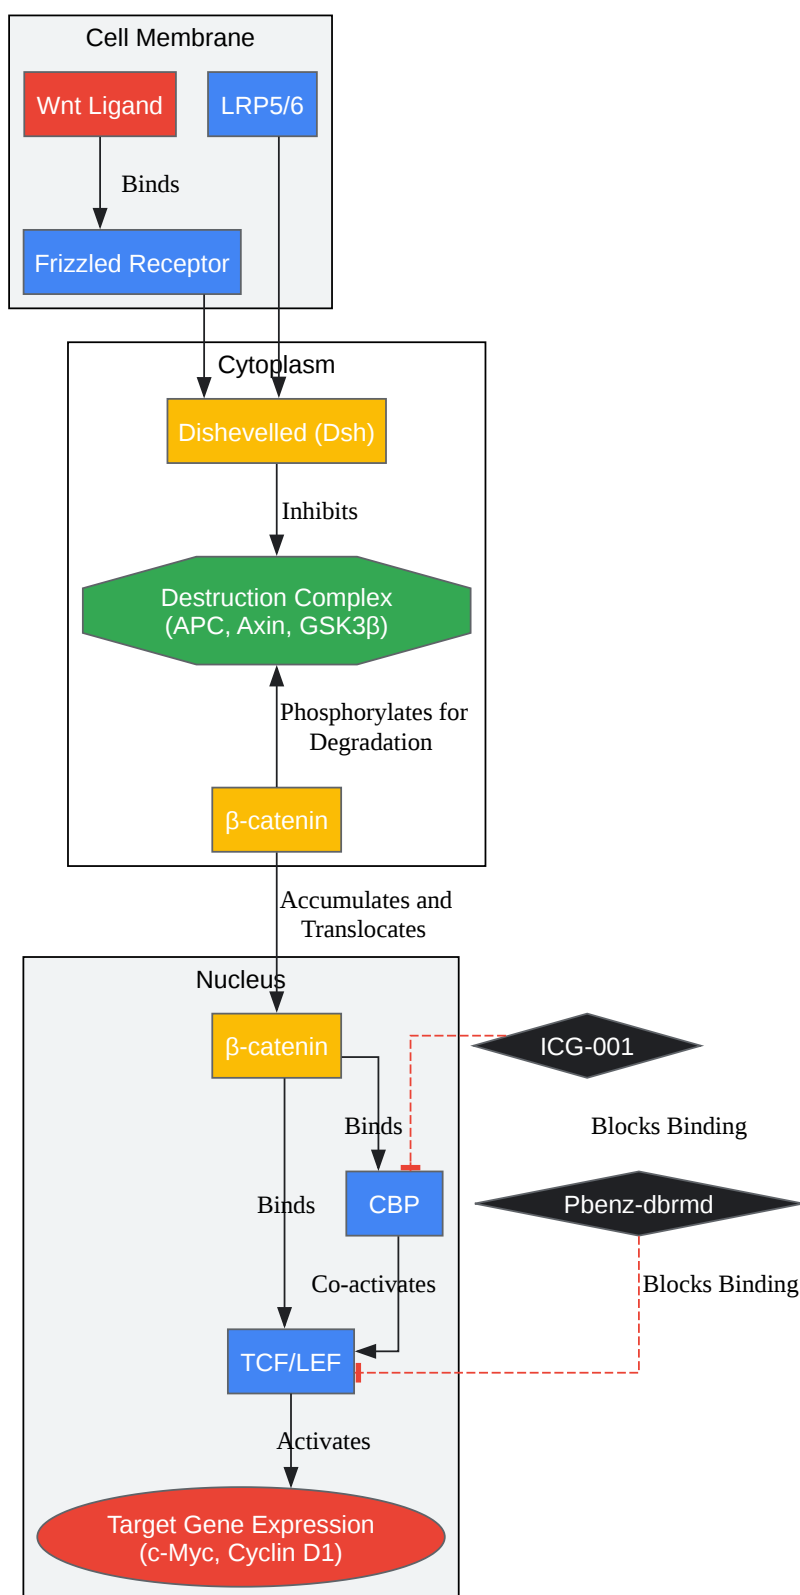 Cell Membrane
Wnt Ligand
LRP5/6
Binds
Frizzled Receptor
Cytoplasm
Dishevelled (Dsh)
Inhibits
Destruction Complex
(APC, Axin, GSK3β)
Phosphorylates for
Degradation
β-catenin
Accumulates and
Translocates
Nucleus
β-catenin
ICG-001
Binds
Blocks Binding
Binds
CBP
Pbenz-dbrmd
Co-activates
Blocks Binding
TCF/LEF
Activates
Target Gene Expression
(c-Myc, Cyclin D1)